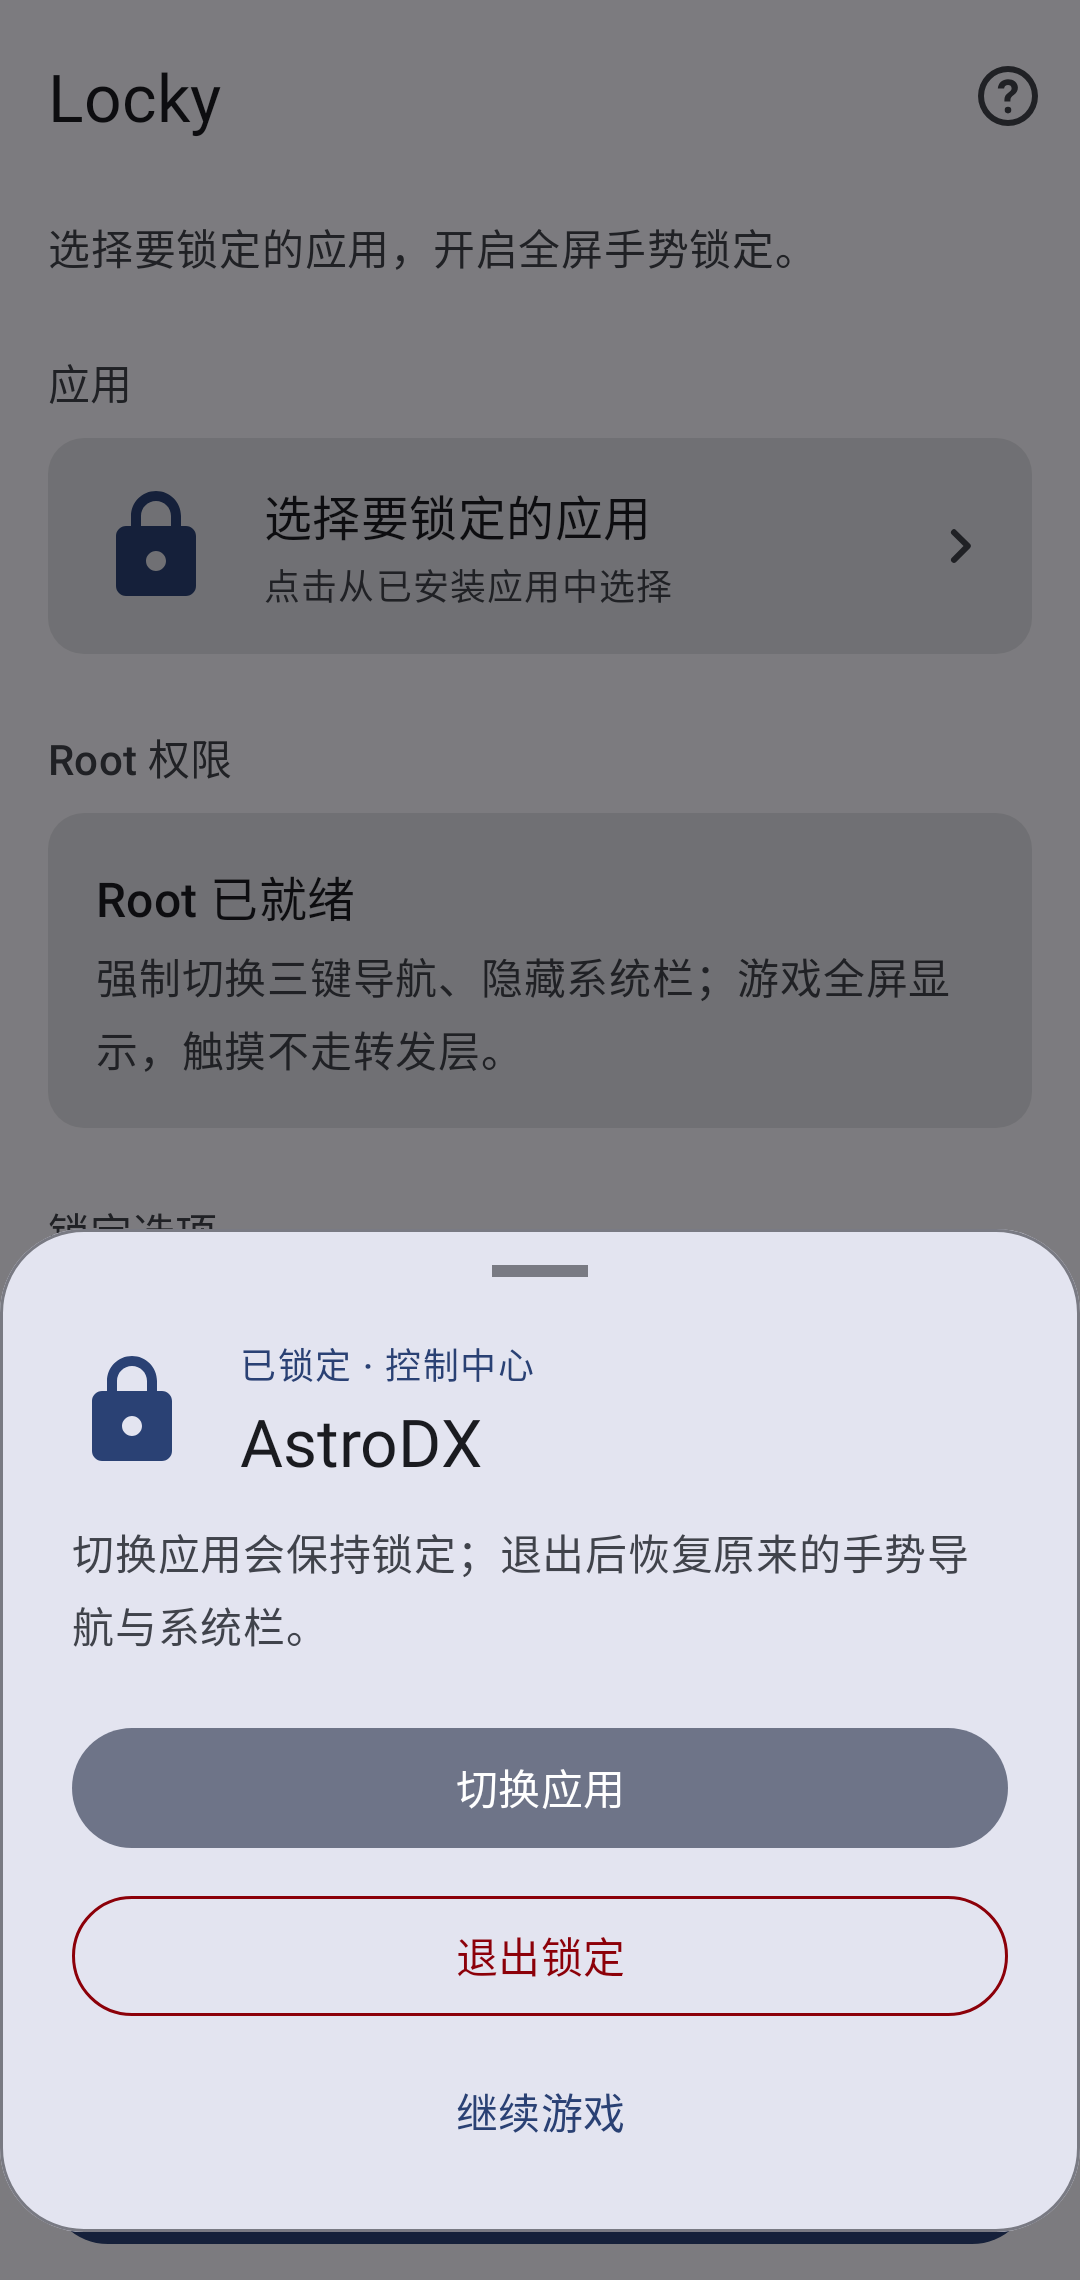 Locky
选择要锁定的应用，开启全屏手势锁定。
应用
选择要锁定的应用
点击从已安装应用中选择
Root 权限
Root 已就绪
强制切换三键导航、隐藏系统栏；游戏全屏显
示，触摸不走转发层。
锁定选项
已锁定 · 控制中心
AstroDX
切换应用会保持锁定；退出后恢复原来的手势导
航与系统栏。
切换应用
退出锁定
继续游戏